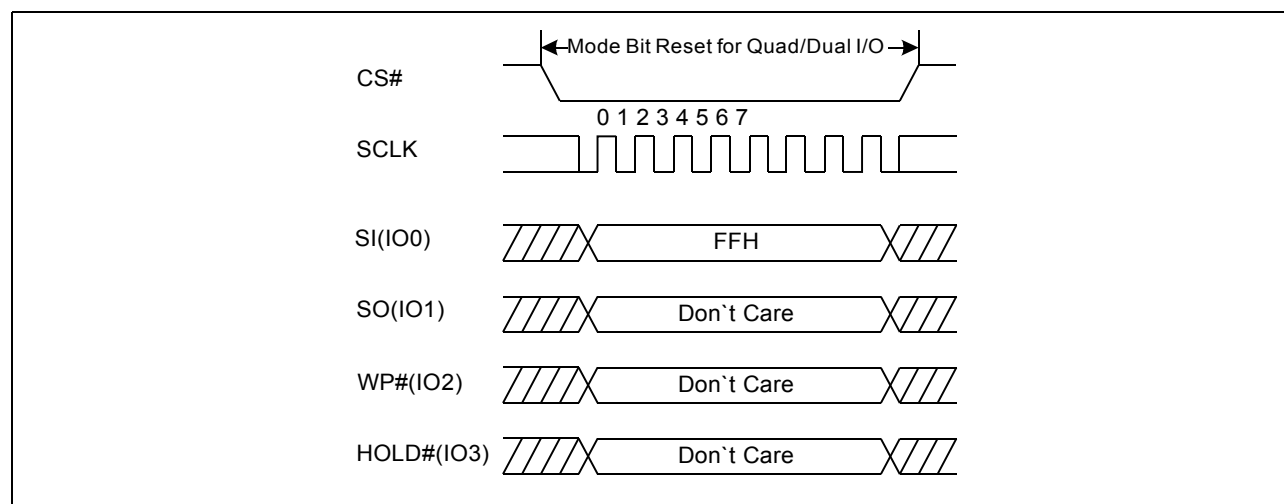 Mode Bit Reset for Quad/Dual I/O
CS#
0 1 2 3 4 5 6 7
SCLK
SI(IO0)
FFH
SO(IO1)
Don`t Care
WP#(IO2)
Don`t Care
HOLD#(IO3)
Don`t Care